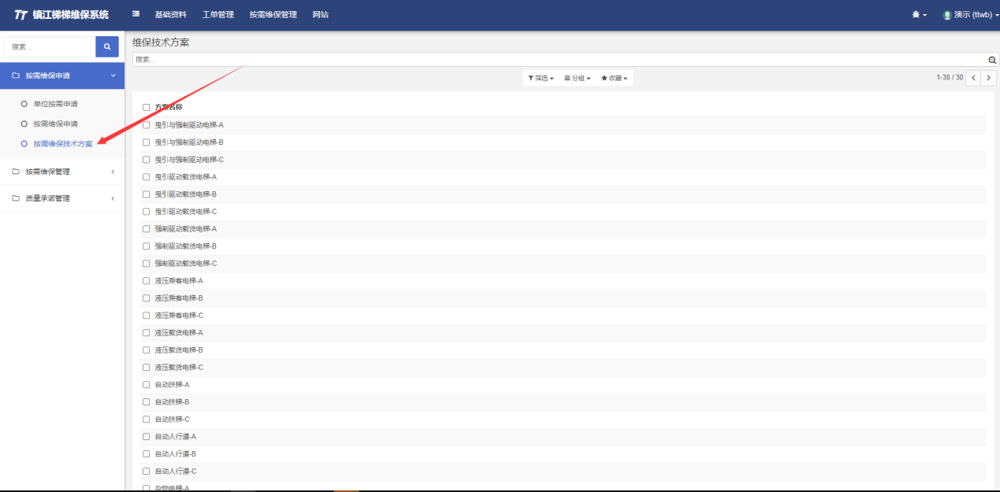 TT 镇江梯梯维保系统 基础资料 工单管理 按需维保管理 网站 演示 (ttwb)
搜索...
按需维保申请
单位按需申请
按需维保申请
按需维保技术方案
按需维保管理
质量承诺管理
维保技术方案
搜索...
筛选 分组 收藏 1-30 / 30
方案名称
曳引与强制驱动电梯-A
曳引与强制驱动电梯-B
曳引与强制驱动电梯-C
曳引驱动载货电梯-A
曳引驱动载货电梯-B
曳引驱动载货电梯-C
强制驱动载货电梯-A
强制驱动载货电梯-B
强制驱动载货电梯-C
液压乘客电梯-A
液压乘客电梯-B
液压乘客电梯-C
液压载货电梯-A
液压载货电梯-B
液压载货电梯-C
自动扶梯-A
自动扶梯-B
自动扶梯-C
自动人行道-A
自动人行道-B
自动人行道-C
杂物电梯-A